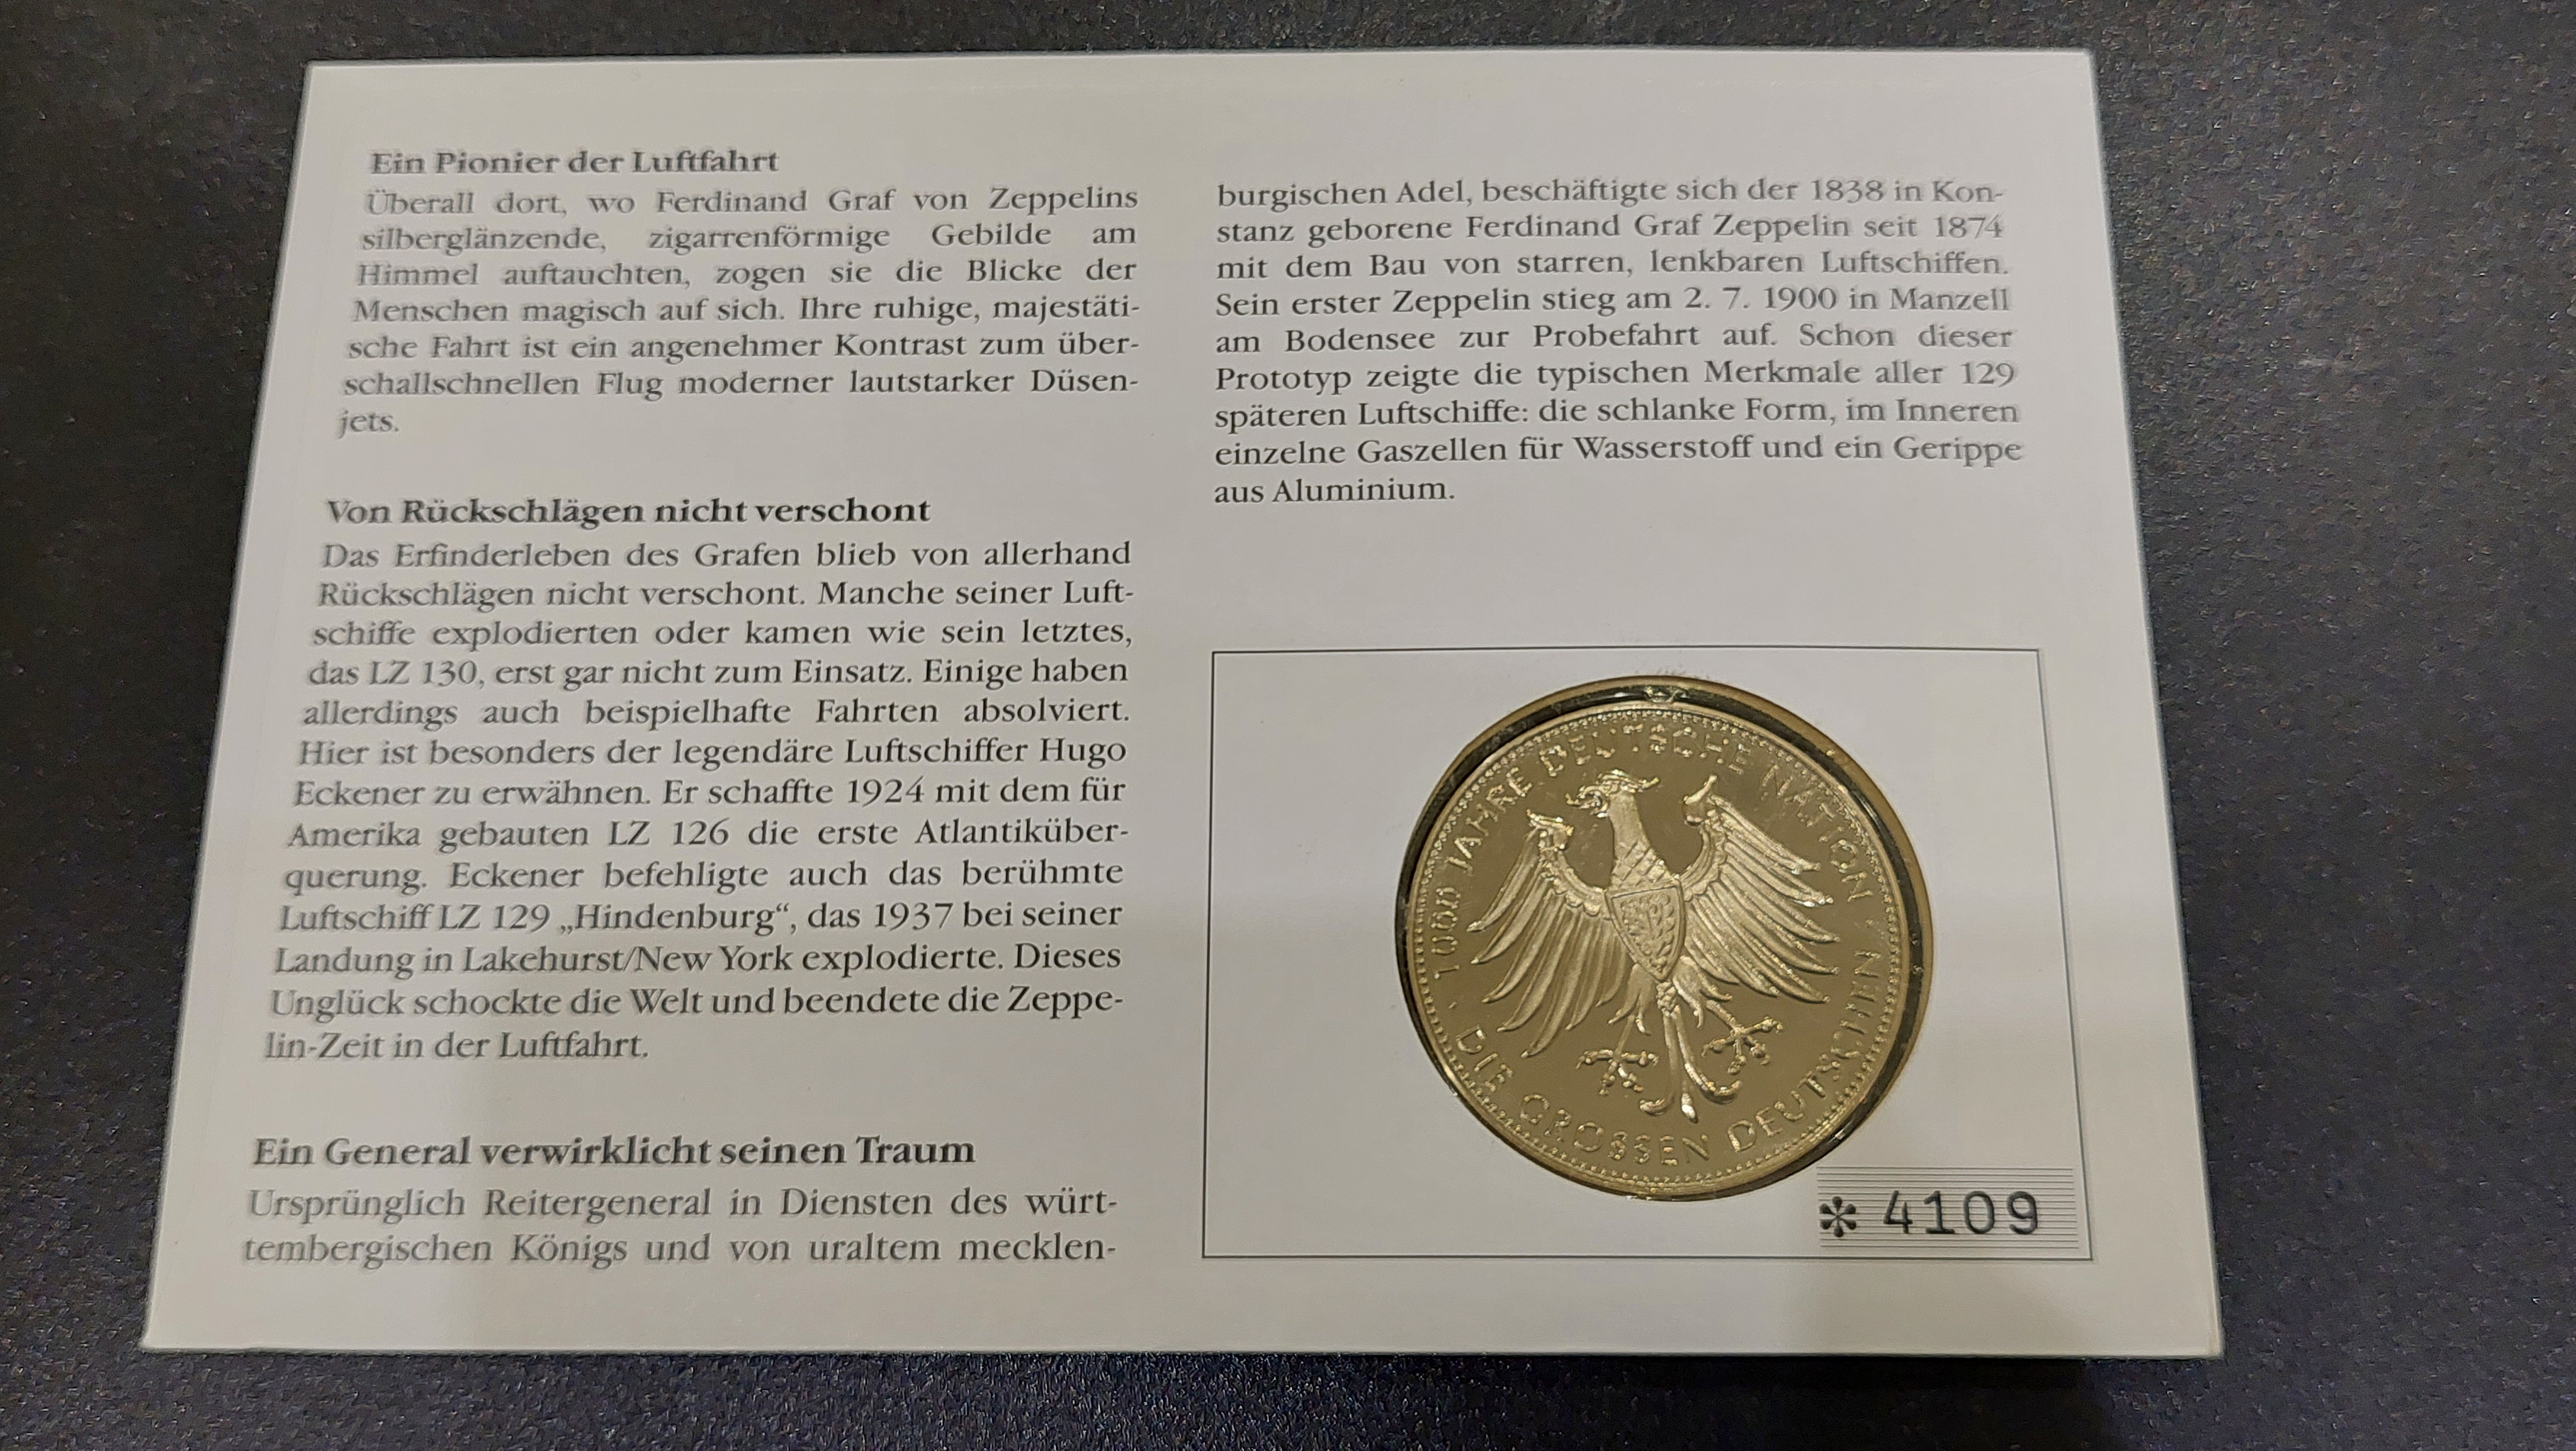 Ein Pionier der Luftfahrt
Überall dort, wo Ferdinand Graf von Zeppelins
silberglänzende, zigarrenförmige Gebilde am
Himmel auftauchten, zogen sie die Blicke der
Menschen magisch auf sich. Ihre ruhige, majestäti-
sche Fahrt ist ein angenehmer Kontrast zum über-
schallschnellen Flug moderner lautstarker Düsen-
jets.
Von Rückschlägen nicht verschont
Das Erfinderleben des Grafen blieb von allerhand
Rückschlägen nicht verschont. Manche seiner Luft-
schiffe explodierten oder kamen wie sein letztes,
das LZ 130, erst gar nicht zum Einsatz. Einige haben
allerdings auch beispielhafte Fahrten absolviert.
Hier ist besonders der legendäre Luftschiffer Hugo
Eckener zu erwähnen. Er schaffte 1924 mit dem für
Amerika gebauten LZ 126 die erste Atlantiküber-
querung. Eckener befehligte auch das berühmte
Luftschiff LZ 129 „Hindenburg“, das 1937 bei seiner
Landung in Lakehurst/New York explodierte. Dieses
Unglück schockte die Welt und beendete die Zeppe-
lin-Zeit in der Luftfahrt.
Ein General verwirklicht seinen Traum
Ursprünglich Reitergeneral in Diensten des würt-
tembergischen Königs und von uraltem mecklen-
burgischen Adel, beschäftigte sich der 1838 in Kon-
stanz geborene Ferdinand Graf Zeppelin seit 1874
mit dem Bau von starren, lenkbaren Luftschiffen.
Sein erster Zeppelin stieg am 2. 7. 1900 in Manzell
am Bodensee zur Probefahrt auf. Schon dieser
Prototyp zeigte die typischen Merkmale aller 129
späteren Luftschiffe: die schlanke Form, im Inneren
einzelne Gaszellen für Wasserstoff und ein Gerippe
aus Aluminium.
1000 JAHRE DEUTSCHE NATION
DIE GROSSEN DEUTSCHEN
* 4109